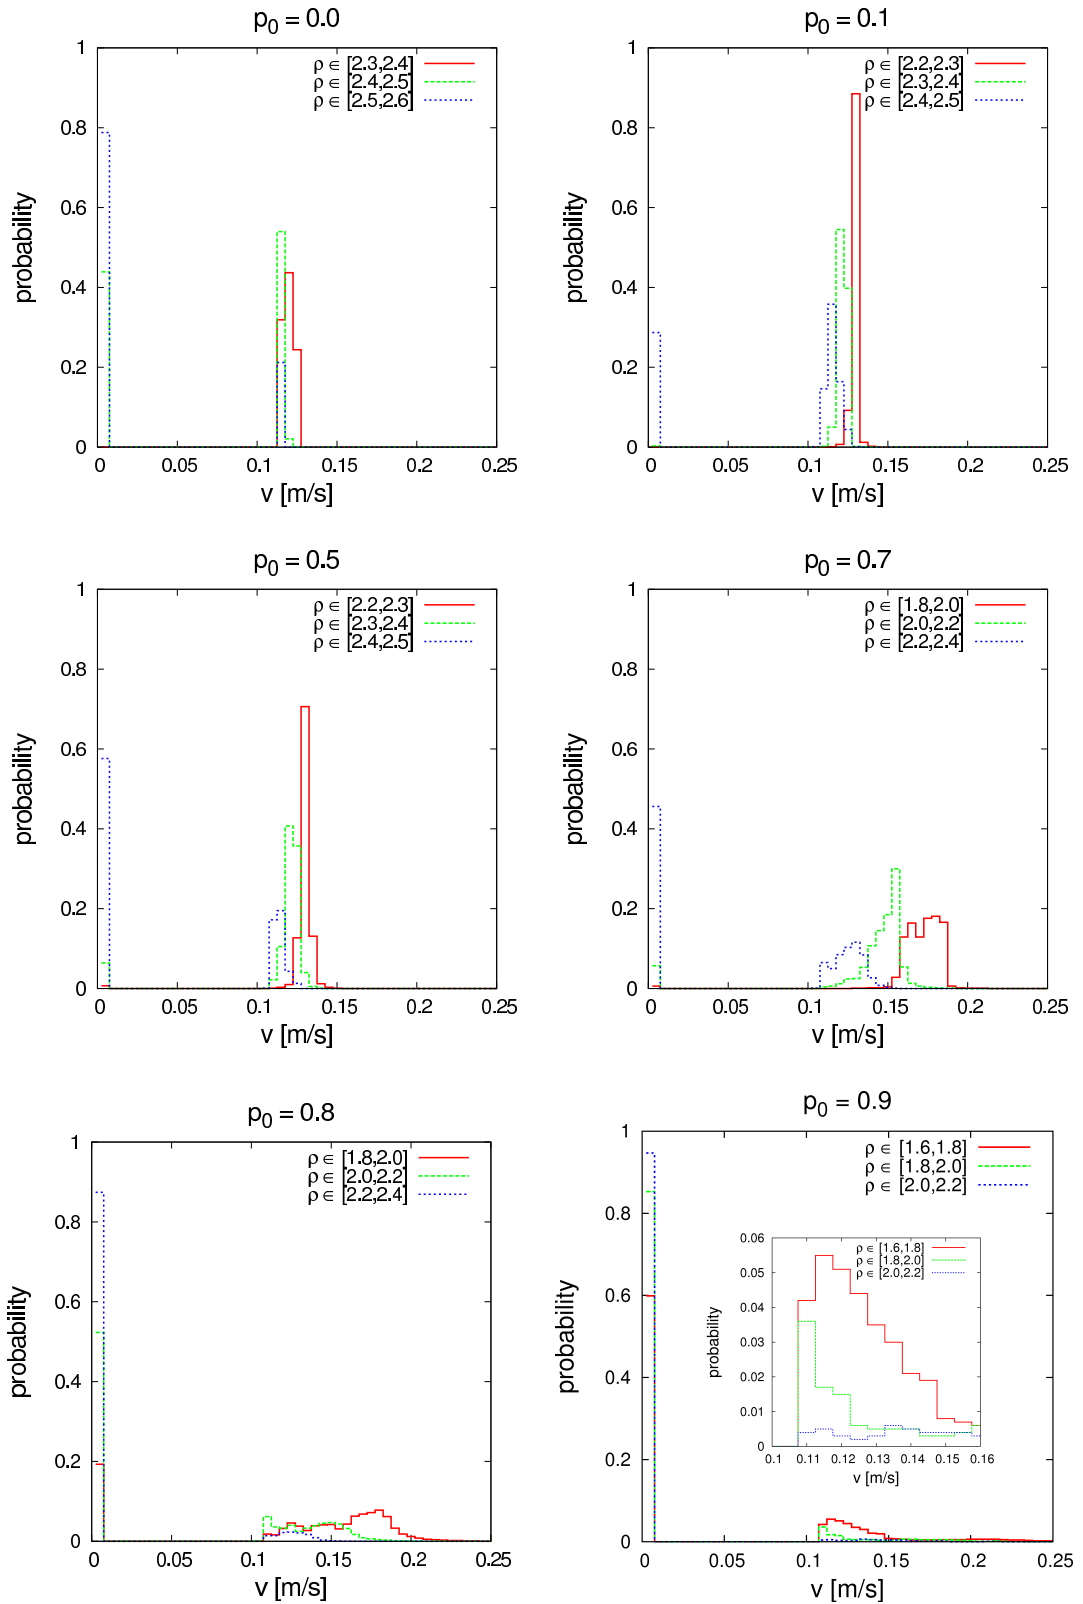 p0 = 0.0
1
0.8
0.6
0.4
0.2
0
0 0.05 0.1 0.15 0.2 0.25
probability
v [m/s]
ρ ∈ [2.3,2.4]
ρ ∈ [2.4,2.5]
ρ ∈ [2.5,2.6]
p0 = 0.1
1
0.8
0.6
0.4
0.2
0
0 0.05 0.1 0.15 0.2 0.25
probability
v [m/s]
ρ ∈ [2.2,2.3]
ρ ∈ [2.3,2.4]
ρ ∈ [2.4,2.5]
p0 = 0.5
1
0.8
0.6
0.4
0.2
0
0 0.05 0.1 0.15 0.2 0.25
probability
v [m/s]
ρ ∈ [2.2,2.3]
ρ ∈ [2.3,2.4]
ρ ∈ [2.4,2.5]
p0 = 0.7
1
0.8
0.6
0.4
0.2
0
0 0.05 0.1 0.15 0.2 0.25
probability
v [m/s]
ρ ∈ [1.8,2.0]
ρ ∈ [2.0,2.2]
ρ ∈ [2.2,2.4]
p0 = 0.8
1
0.8
0.6
0.4
0.2
0
0 0.05 0.1 0.15 0.2 0.25
probability
v [m/s]
ρ ∈ [1.8,2.0]
ρ ∈ [2.0,2.2]
ρ ∈ [2.2,2.4]
p0 = 0.9
1
0.8
0.6
0.4
0.2
0
0 0.05 0.1 0.15 0.2 0.25
probability
v [m/s]
ρ ∈ [1.6,1.8]
ρ ∈ [1.8,2.0]
ρ ∈ [2.0,2.2]
0.06
0.05
0.04
0.03
0.02
0.01
0
0.1 0.11 0.12 0.13 0.14 0.15 0.16
probability
v [m/s]
ρ ∈ [1.6,1.8]
ρ ∈ [1.8,2.0]
ρ ∈ [2.0,2.2]